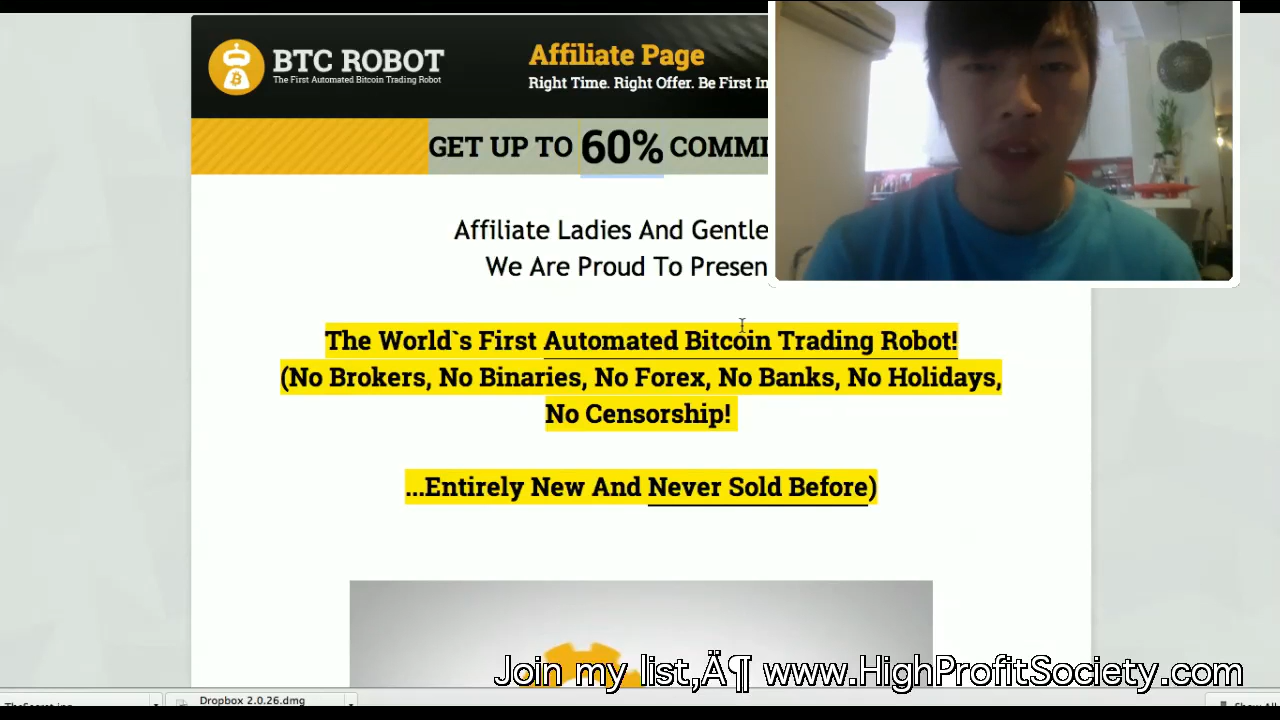 BTC ROBOT
The First Automated Bitcoin Trading Robot
Affiliate Page
Right Time. Right Offer. Be First In
GET UP TO 60% COMMI
Affiliate Ladies And Gentle
We Are Proud To Presen
The World`s First Automated Bitcoin Trading Robot!
(No Brokers, No Binaries, No Forex, No Banks, No Holidays,
No Censorship!
...Entirely New And Never Sold Before)
Join my list‚Ä¶ www.HighProfitSociety.com
Dropbox 2.0.26.dmg